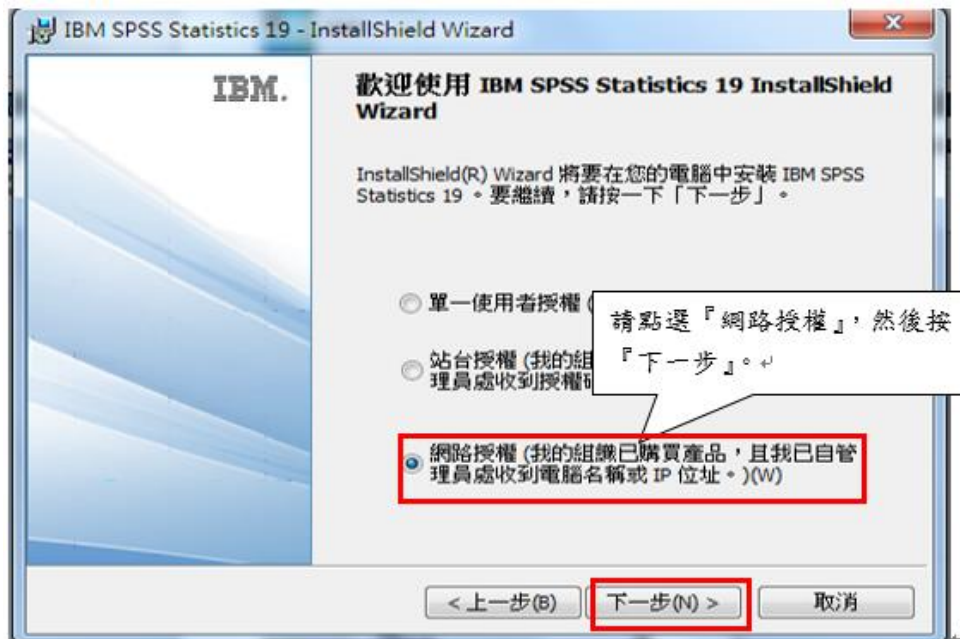 IBM SPSS Statistics 19 - InstallShield Wizard
IBM.
歡迎使用 IBM SPSS Statistics 19 InstallShield
Wizard
InstallShield(R) Wizard 將要在您的電腦中安裝 IBM SPSS
Statistics 19。要繼續，請按一下「下一步」。
單一使用者授權 (
請點選『網路授權』，然後按
『下一步』。↵
站台授權 (我的組
理員處收到授權
網路授權 (我的組織已購買產品，且我已自管
理員處收到電腦名稱或 IP 位址。)(W)
< 上一步(B)
下一步(N) >
取消